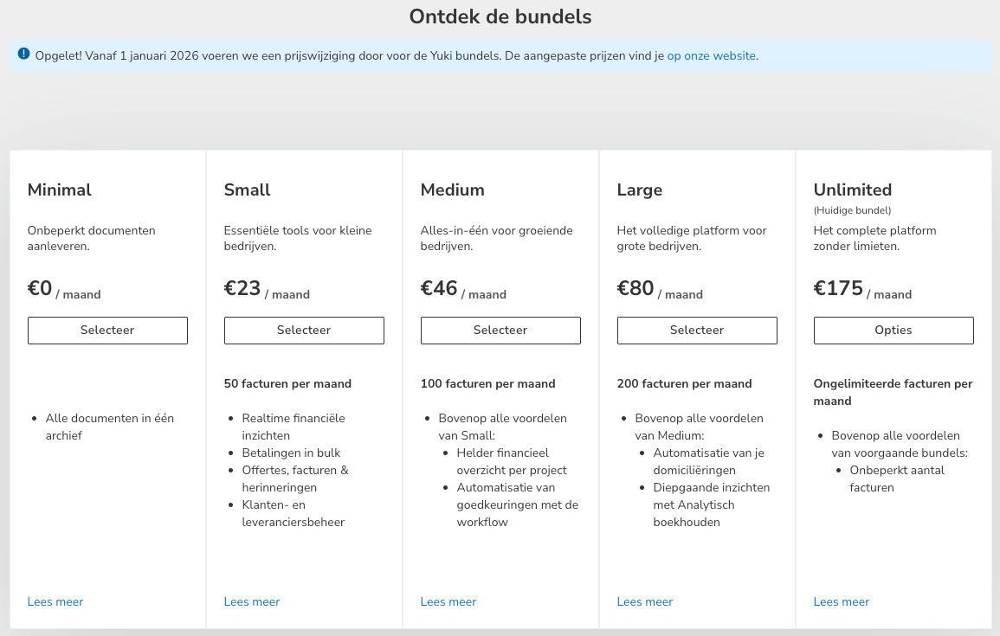 Ontdek de bundels
Opgelet! Vanaf 1 januari 2026 voeren we een prijswijziging door voor de Yuki bundels. De aangepaste prijzen vind je op onze website.
Minimal
Onbeperkt documenten
aanleveren.
€0 / maand
Selecteer
Alle documenten in één
archief
Lees meer
Small
Essentiële tools voor kleine
bedrijven.
€23 / maand
Selecteer
50 facturen per maand
Realtime financiële
inzichten
Betalingen in bulk
Offertes, facturen &
herinneringen
Klanten- en
leveranciersbeheer
Lees meer
Medium
Alles-in-één voor groeiende
bedrijven.
€46 / maand
Selecteer
100 facturen per maand
Bovenop alle voordelen
van Small:
Helder financieel
overzicht per project
Automatisatie van
goedkeuringen met de
workflow
Lees meer
Large
Het volledige platform voor
grote bedrijven.
€80 / maand
Selecteer
200 facturen per maand
Bovenop alle voordelen
van Medium:
Automatisatie van je
domiciliëringen
Diepgaande inzichten
met Analytisch
boekhouden
Lees meer
Unlimited
(Huidige bundel)
Het complete platform
zonder limieten.
€175 / maand
Opties
Ongelimiteerde facturen per
maand
Bovenop alle voordelen
van voorgaande bundels:
Onbeperkt aantal
facturen
Lees meer